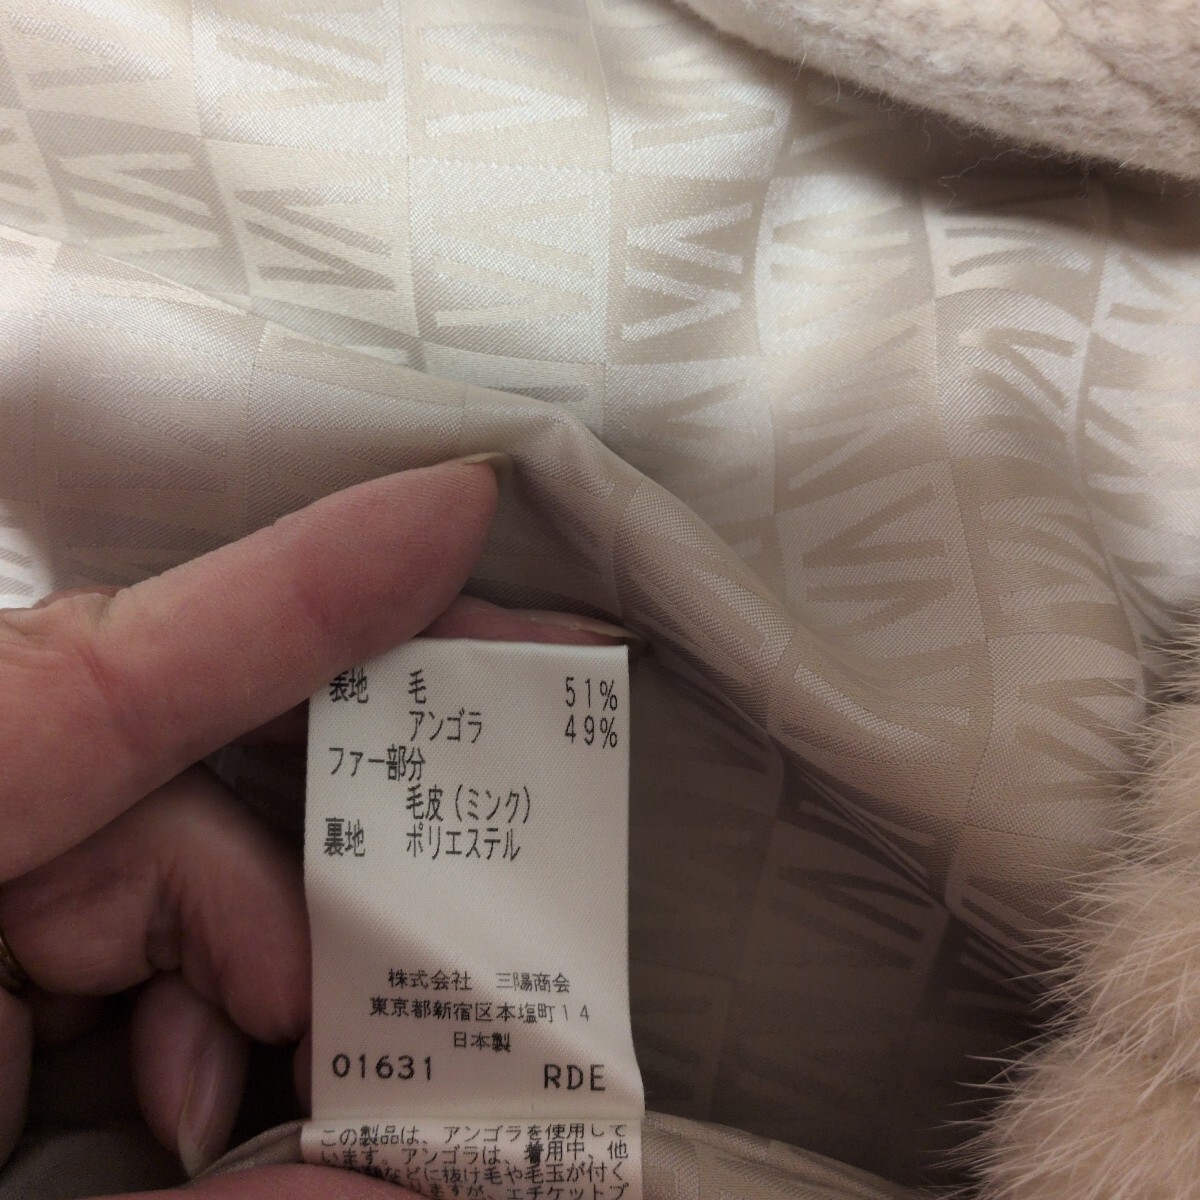 表地 毛 51%
アンゴラ 49%
ファー部分
毛皮(ミンク)
裏地 ポリエステル
株式会社 三陽商会
東京都新宿区本塩町14
日本製
01631 RDE
この製品は、アンゴラを使用して
います。アンゴラは、着用中、他
などに抜け毛や毛玉が付く
いますが、エチケットブ